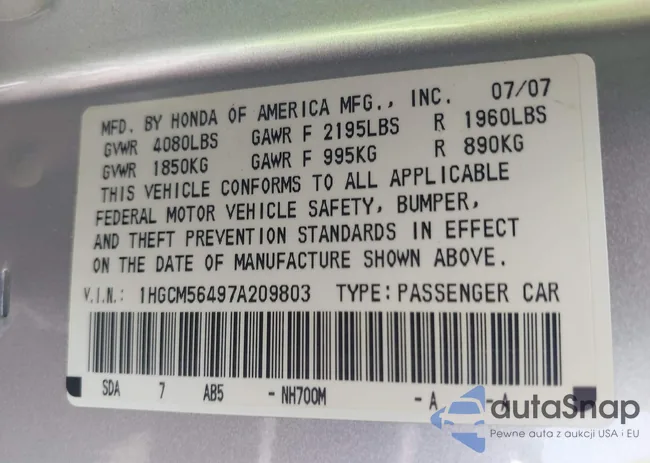 MFD. BY HONDA OF AMERICA MFG., INC. 07/07
GVWR 4080LBS GAWR F 2195LBS R 1960LBS
GVWR 1850KG GAWR F 995KG R 890KG
THIS VEHICLE CONFORMS TO ALL APPLICABLE
FEDERAL MOTOR VEHICLE SAFETY, BUMPER,
AND THEFT PREVENTION STANDARDS IN EFFECT
ON THE DATE OF MANUFACTURE SHOWN ABOVE.
V.I.N.: 1HGCM56497A209803 TYPE: PASSENGER CAR
SDA 7 AB5 -NH700M -A -A
autaSnap
Pewne auta z aukcji USA i EU